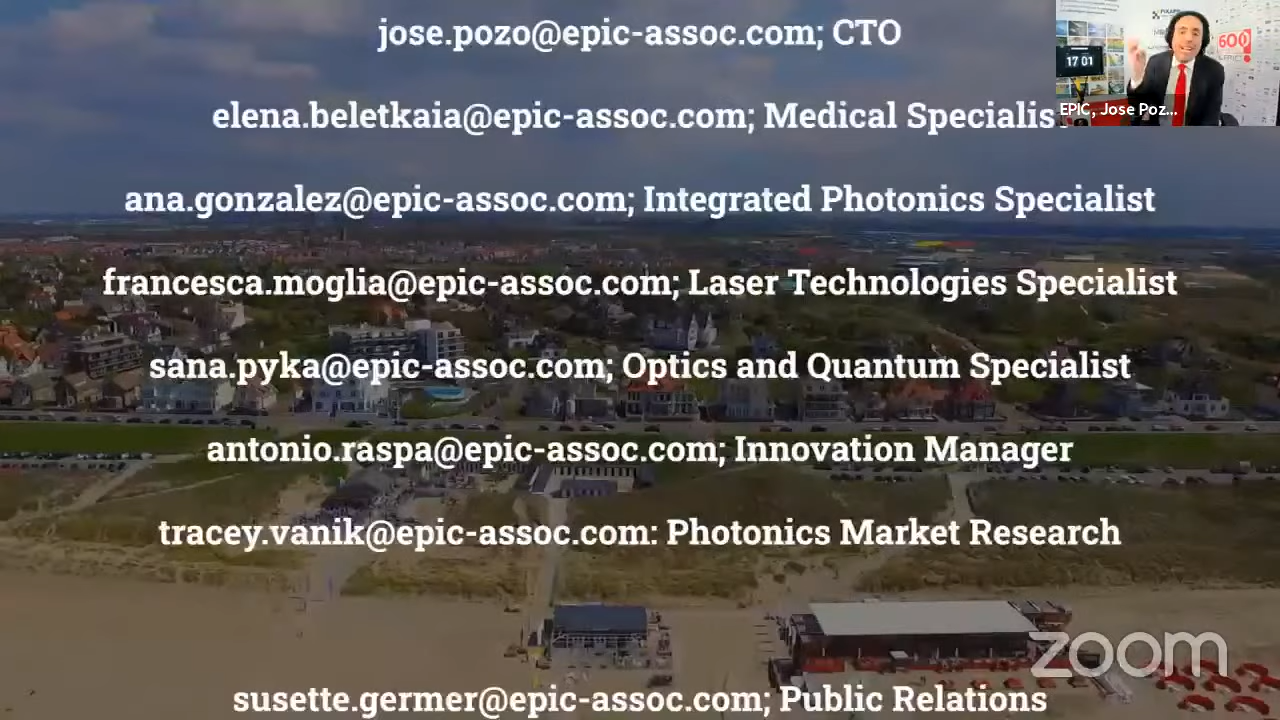 jose.pozo@epic-assoc.com; CTO
elena.beletkaia@epic-assoc.com; Medical Specialis
ana.gonzalez@epic-assoc.com; Integrated Photonics Specialist
francesca.moglia@epic-assoc.com; Laser Technologies Specialist
sana.pyka@epic-assoc.com; Optics and Quantum Specialist
antonio.raspa@epic-assoc.com; Innovation Manager
tracey.vanik@epic-assoc.com: Photonics Market Research
susette.germer@epic-assoc.com; Public Relations
17 01
600
EPIC, Jose Poz...
zoom